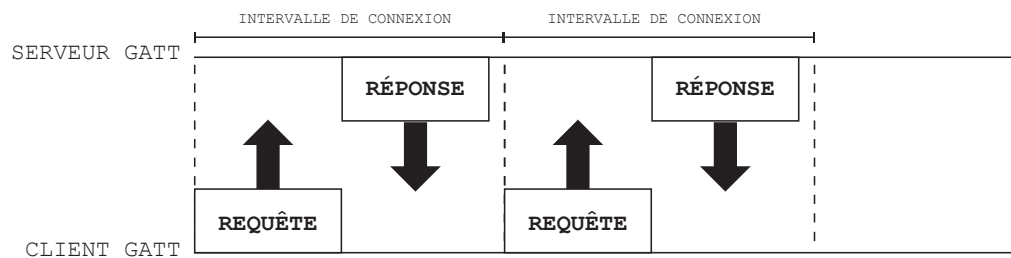 INTERVALLE DE CONNEXION INTERVALLE DE CONNEXION
SERVEUR GATT
RÉPONSE RÉPONSE
REQUÊTE REQUÊTE
CLIENT GATT